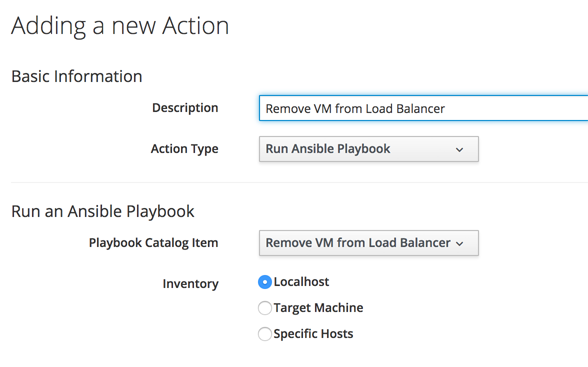 Adding a new Action
Basic Information
Description Remove VM from Load Balancer
Action Type Run Ansible Playbook
Run an Ansible Playbook
Playbook Catalog Item Remove VM from Load Balancer
Inventory Localhost
Target Machine
Specific Hosts